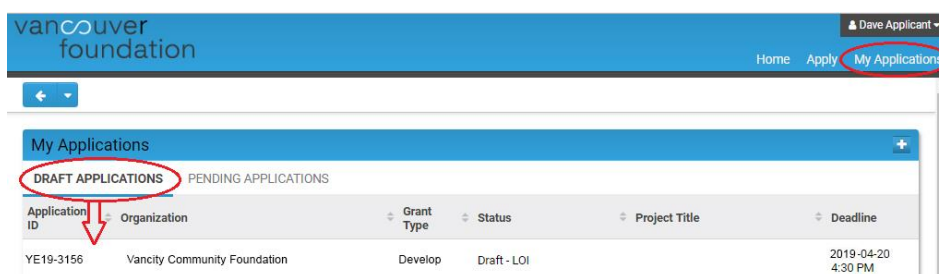 vancouver
foundation
Dave Applicant
Home Apply My Applications
My Applications
DRAFT APPLICATIONS PENDING APPLICATIONS
Application ID Organization Grant Type Status Project Title Deadline
YE19-3156 Vancity Community Foundation Develop Draft - LOI 2019-04-20 4:30 PM